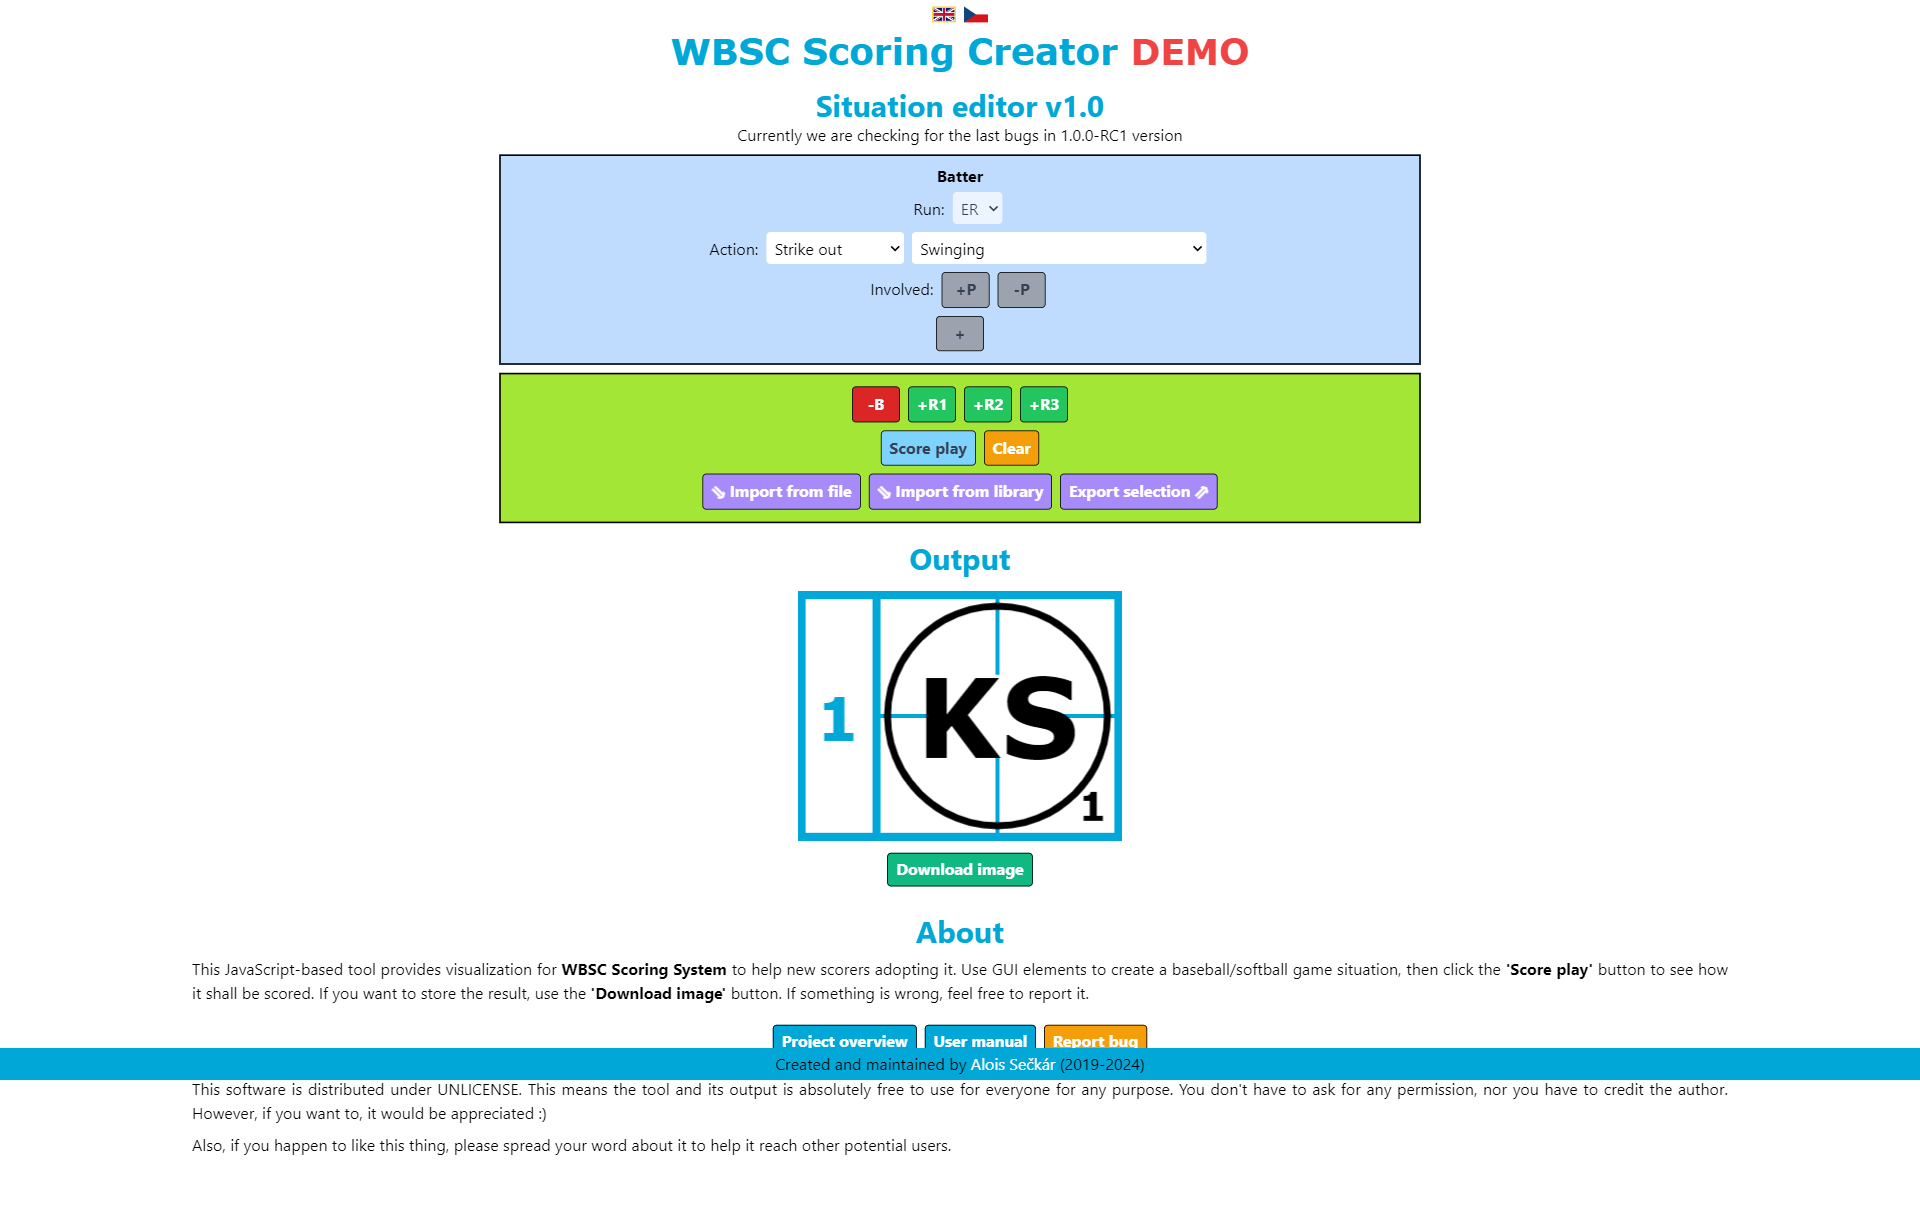 WBSC Scoring Creator DEMO
Situation editor v1.0
Currently we are checking for the last bugs in 1.0.0-RC1 version
Batter
Run: ER
Action: Strike out Swinging
Involved: +P -P
+
-B +R1 +R2 +R3
Score play Clear
⇘ Import from file ⇘ Import from library Export selection ⇗
Output
1 KS 1
Download image
About
This JavaScript-based tool provides visualization for WBSC Scoring System to help new scorers adopting it. Use GUI elements to create a baseball/softball game situation, then click the 'Score play' button to see how
it shall be scored. If you want to store the result, use the 'Download image' button. If something is wrong, feel free to report it.
Project overview User manual Report bug
Created and maintained by Alois Sečkár (2019-2024)
This software is distributed under UNLICENSE. This means the tool and its output is absolutely free to use for everyone for any purpose. You don't have to ask for any permission, nor you have to credit the author.
However, if you want to, it would be appreciated :)
Also, if you happen to like this thing, please spread your word about it to help it reach other potential users.